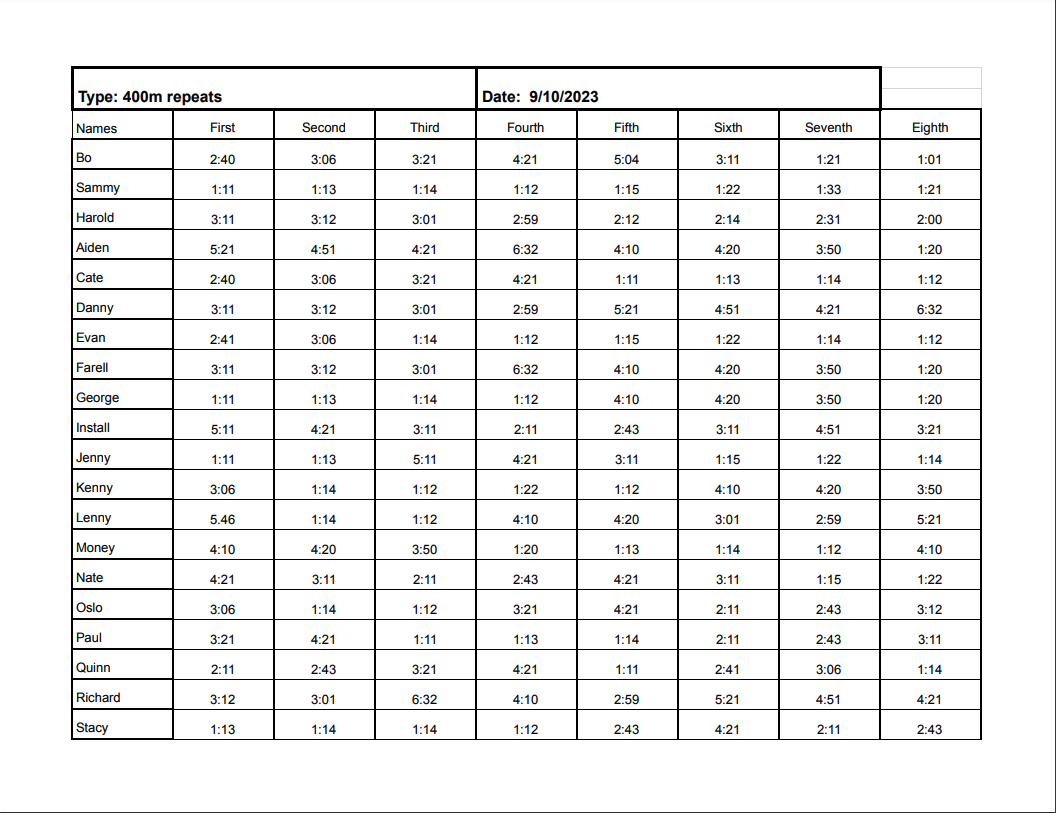 Type: 400m repeats Date: 9/10/2023
Names First Second Third Fourth Fifth Sixth Seventh Eighth
Bo 2:40 3:06 3:21 4:21 5:04 3:11 1:21 1:01
Sammy 1:11 1:13 1:14 1:12 1:15 1:22 1:33 1:21
Harold 3:11 3:12 3:01 2:59 2:12 2:14 2:31 2:00
Aiden 5:21 4:51 4:21 6:32 4:10 4:20 3:50 1:20
Cate 2:40 3:06 3:21 4:21 1:11 1:13 1:14 1:12
Danny 3:11 3:12 3:01 2:59 5:21 4:51 4:21 6:32
Evan 2:41 3:06 1:14 1:12 1:15 1:22 1:14 1:12
Farell 3:11 3:12 3:01 6:32 4:10 4:20 3:50 1:20
George 1:11 1:13 1:14 1:12 4:10 4:20 3:50 1:20
Install 5:11 4:21 3:11 2:11 2:43 3:11 4:51 3:21
Jenny 1:11 1:13 5:11 4:21 3:11 1:15 1:22 1:14
Kenny 3:06 1:14 1:12 1:22 1:12 4:10 4:20 3:50
Lenny 5.46 1:14 1:12 4:10 4:20 3:01 2:59 5:21
Money 4:10 4:20 3:50 1:20 1:13 1:14 1:12 4:10
Nate 4:21 3:11 2:11 2:43 4:21 3:11 1:15 1:22
Oslo 3:06 1:14 1:12 3:21 4:21 2:11 2:43 3:12
Paul 3:21 4:21 1:11 1:13 1:14 2:11 2:43 3:11
Quinn 2:11 2:43 3:21 4:21 1:11 2:41 3:06 1:14
Richard 3:12 3:01 6:32 4:10 2:59 5:21 4:51 4:21
Stacy 1:13 1:14 1:14 1:12 2:43 4:21 2:11 2:43